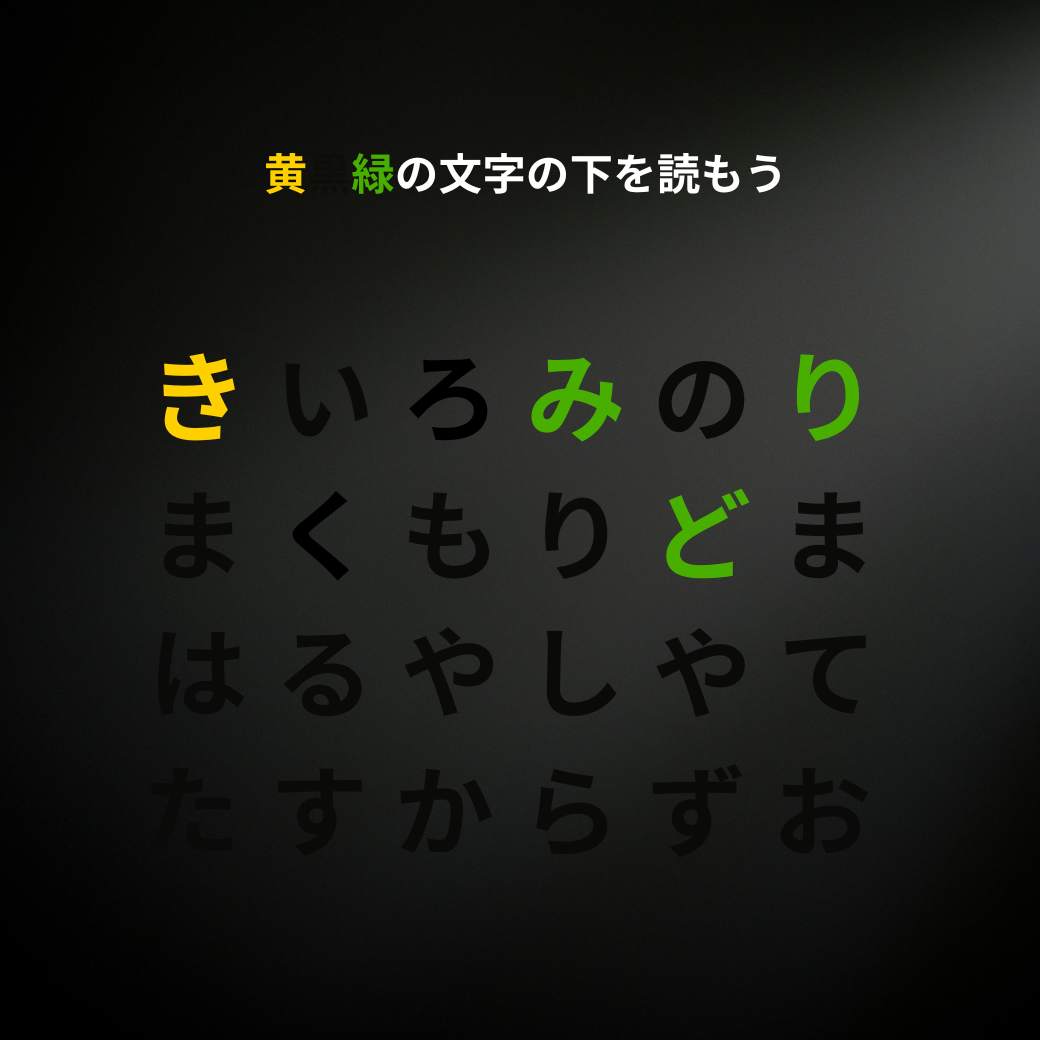 黄黒緑の文字の下を読もう
きいろみのり
まくもりどま
はるやしやて
たすからずお